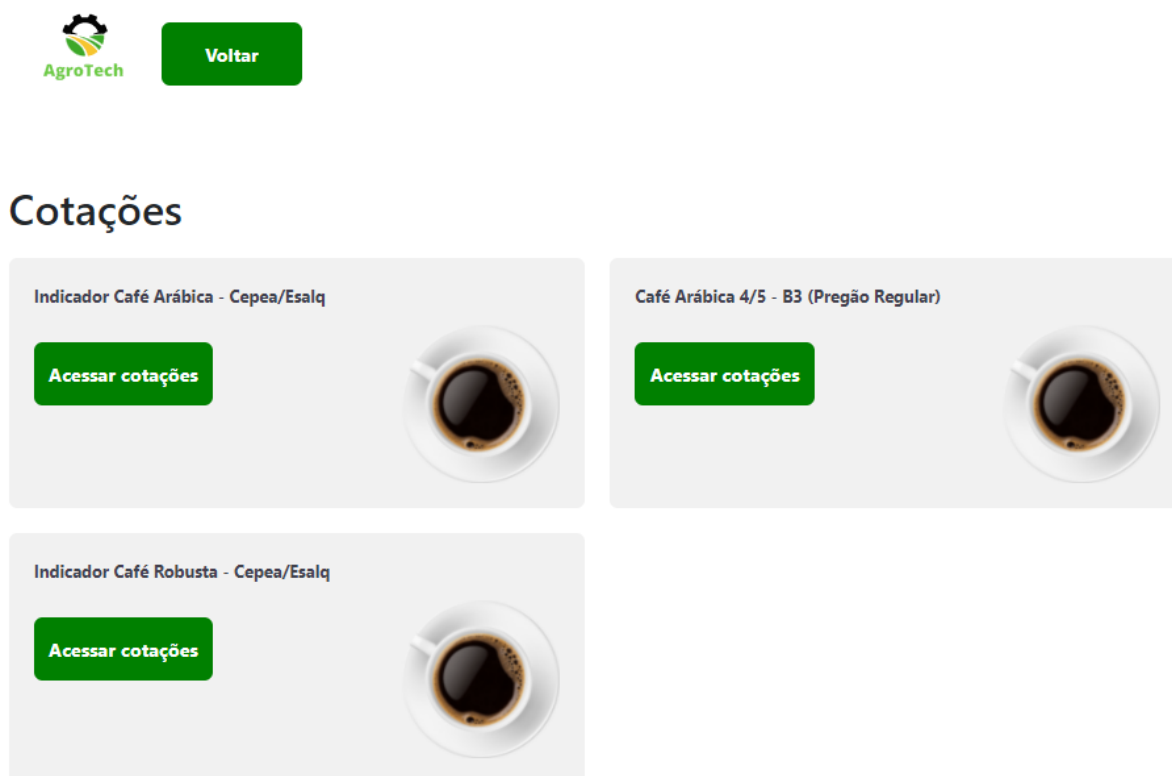 AgroTech
Voltar
Cotações
Indicador Café Arábica - Cepea/Esalq
Acessar cotações
Café Arábica 4/5 - B3 (Pregão Regular)
Acessar cotações
Indicador Café Robusta - Cepea/Esalq
Acessar cotações